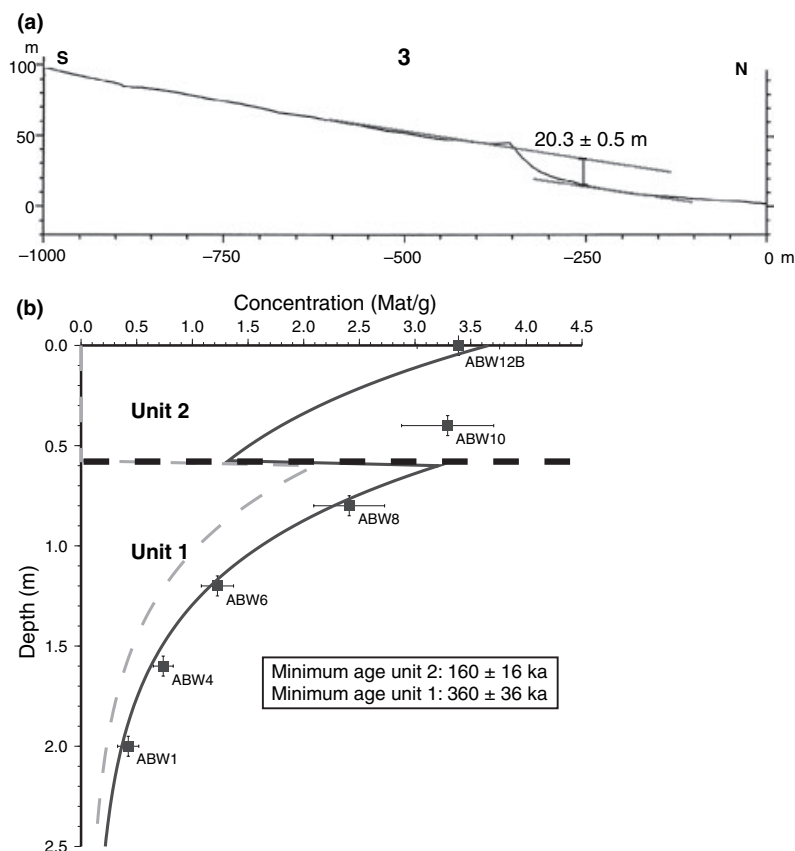 (a)
m
S
3
N
100
50
0
20.3 ± 0.5 m
–1000
–750
–500
–250
0 m
(b)
Concentration (Mat/g)
0.0 0.5 1.0 1.5 2.0 2.5 3.0 3.5 4.0 4.5
0.0
ABW12B
Unit 2
ABW10
0.5
ABW8
Unit 1
1.0
ABW6
Depth (m)
1.5
ABW4
Minimum age unit 2: 160 ± 16 ka
Minimum age unit 1: 360 ± 36 ka
2.0
ABW1
2.5